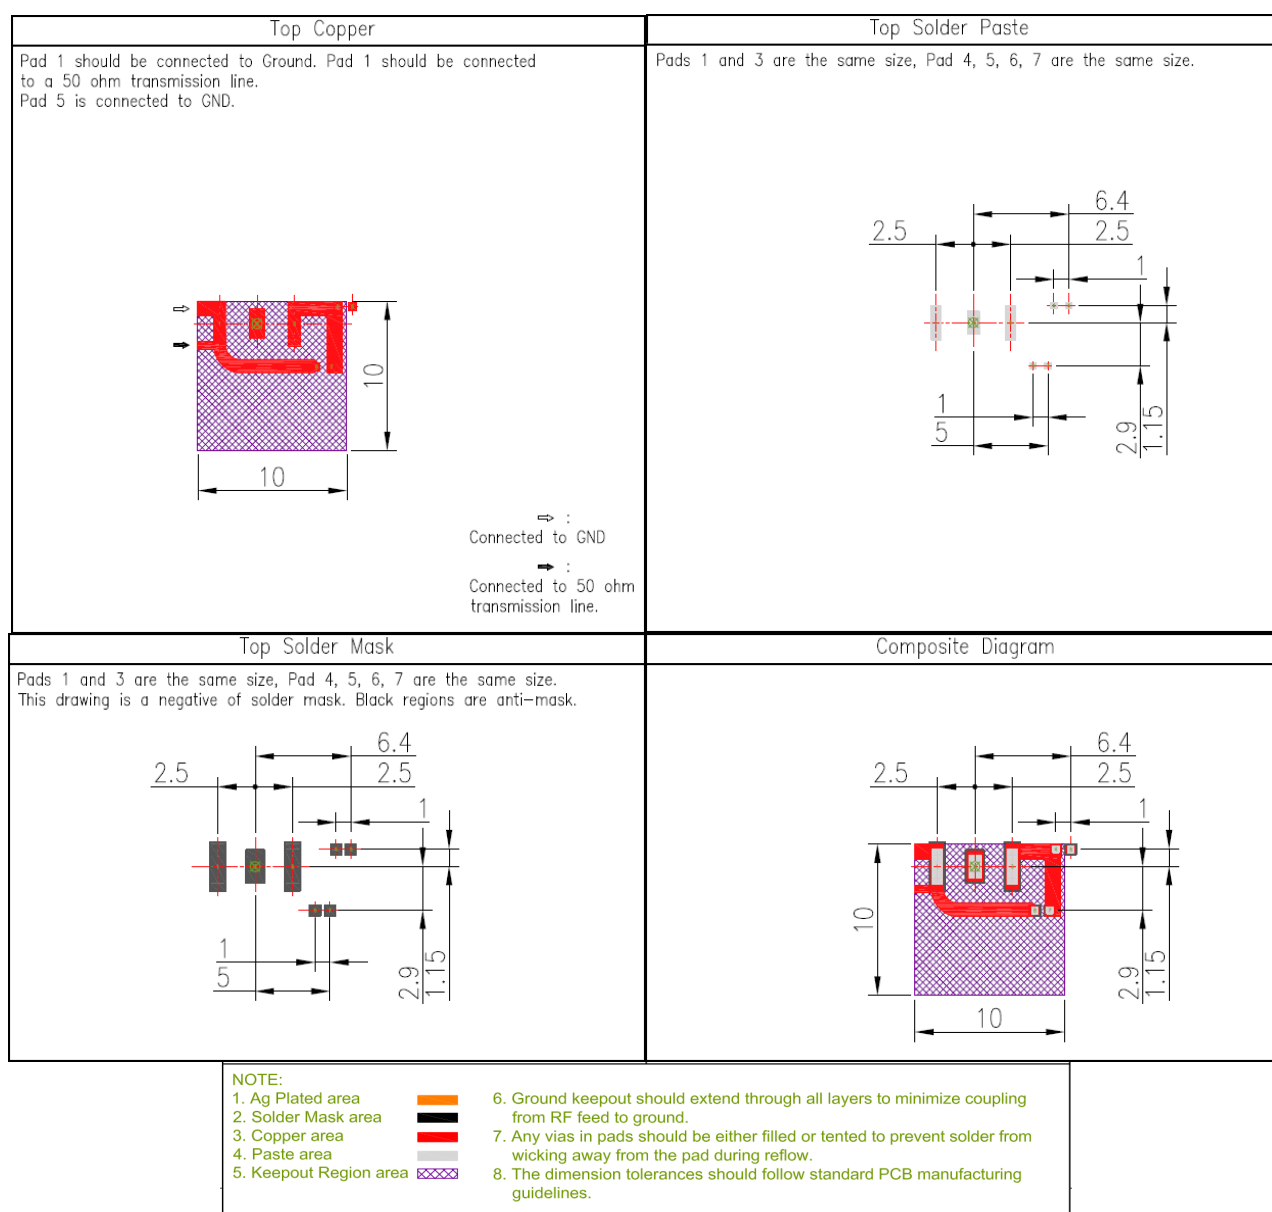 Top Copper
Pad 1 should be connected to Ground. Pad 1 should be connected
to a 50 ohm transmission line.
Pad 5 is connected to GND.
10
10
:
Connected to GND
:
Connected to 50 ohm
transmission line.
Top Solder Paste
Pads 1 and 3 are the same size, Pad 4, 5, 6, 7 are the same size.
6.4
2.5
2.5
1
1
5
2.9
1.15
Top Solder Mask
Pads 1 and 3 are the same size, Pad 4, 5, 6, 7 are the same size.
This drawing is a negative of solder mask. Black regions are anti-mask.
6.4
2.5
2.5
1
1
5
2.9
1.15
Composite Diagram
6.4
2.5
2.5
1
10
2.9
1.15
10
NOTE:
1. Ag Plated area
2. Solder Mask area
3. Copper area
4. Paste area
5. Keepout Region area
6. Ground keepout should extend through all layers to minimize coupling
from RF feed to ground.
7. Any vias in pads should be either filled or tented to prevent solder from
wicking away from the pad during reflow.
8. The dimension tolerances should follow standard PCB manufacturing
guidelines.